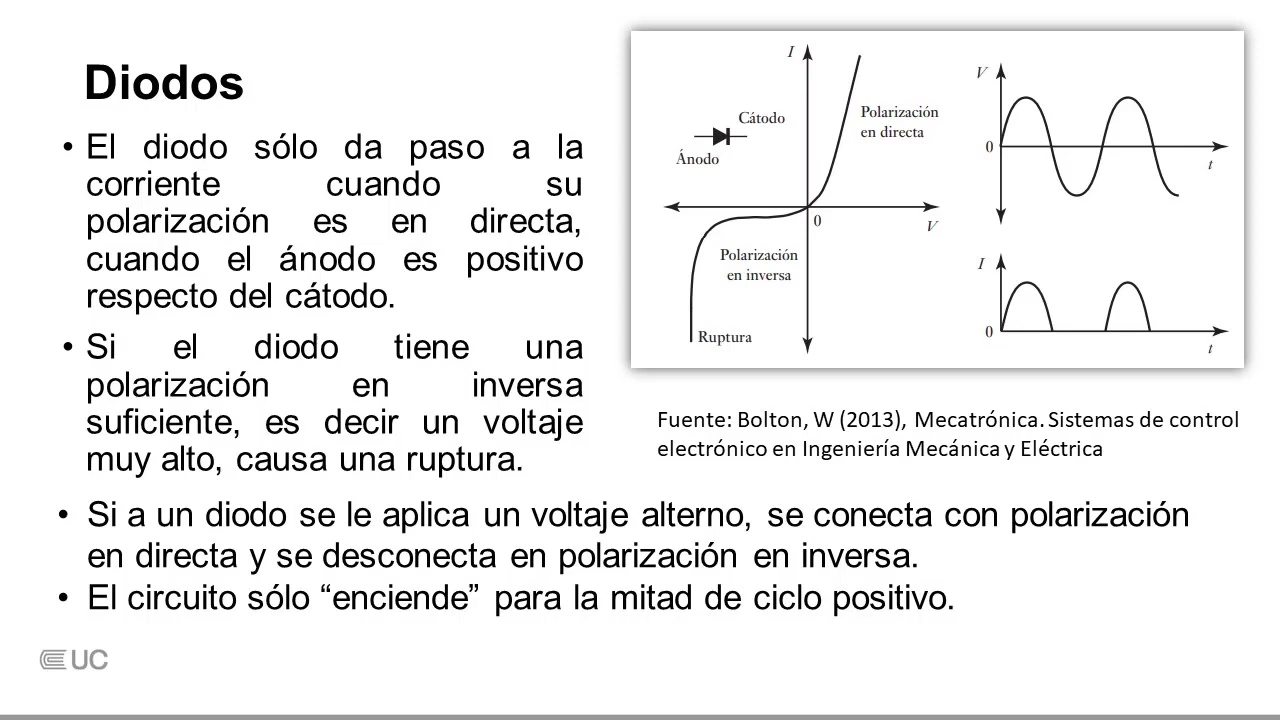 Diodos
• El diodo sólo da paso a la
corriente cuando su
polarización es en directa,
cuando el ánodo es positivo
respecto del cátodo.
• Si el diodo tiene una
polarización en inversa
suficiente, es decir un voltaje
muy alto, causa una ruptura.
• Si a un diodo se le aplica un voltaje alterno, se conecta con polarización
en directa y se desconecta en polarización en inversa.
• El circuito sólo “enciende” para la mitad de ciclo positivo.
I
Cátodo
Ánodo
Polarización
en directa
0
V
Polarización
en inversa
Ruptura
V
0
t
I
0
t
Fuente: Bolton, W (2013), Mecatrónica. Sistemas de control
electrónico en Ingeniería Mecánica y Eléctrica
UC